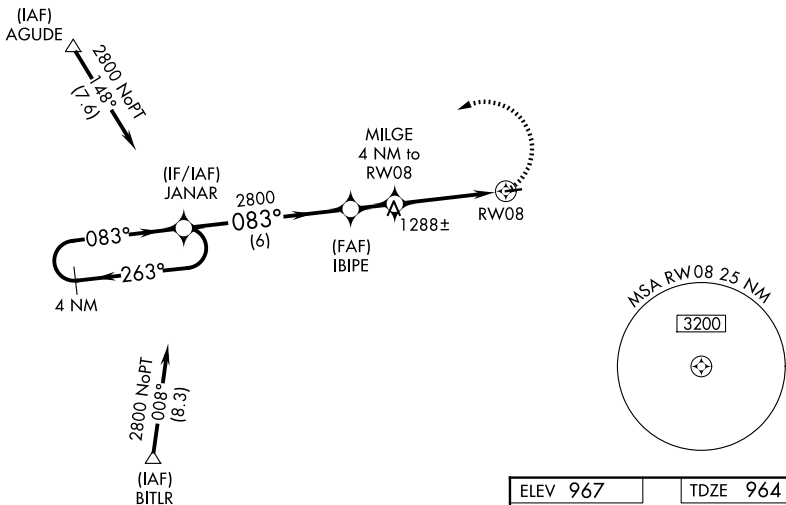 (IAF)
AGUDE
2800 NoPT
148°
(7.6)
MILGE
4 NM to
RW08
(IF/IAF)
JANAR
2800
083°
(6)
1288±
RW08
(FAF)
IBIPE
083°
263°
4 NM
MSA RW08 25 NM
3200
2800 NoPT
008°
(8.3)
(IAF)
BITLR
ELEV 967
TDZE 964